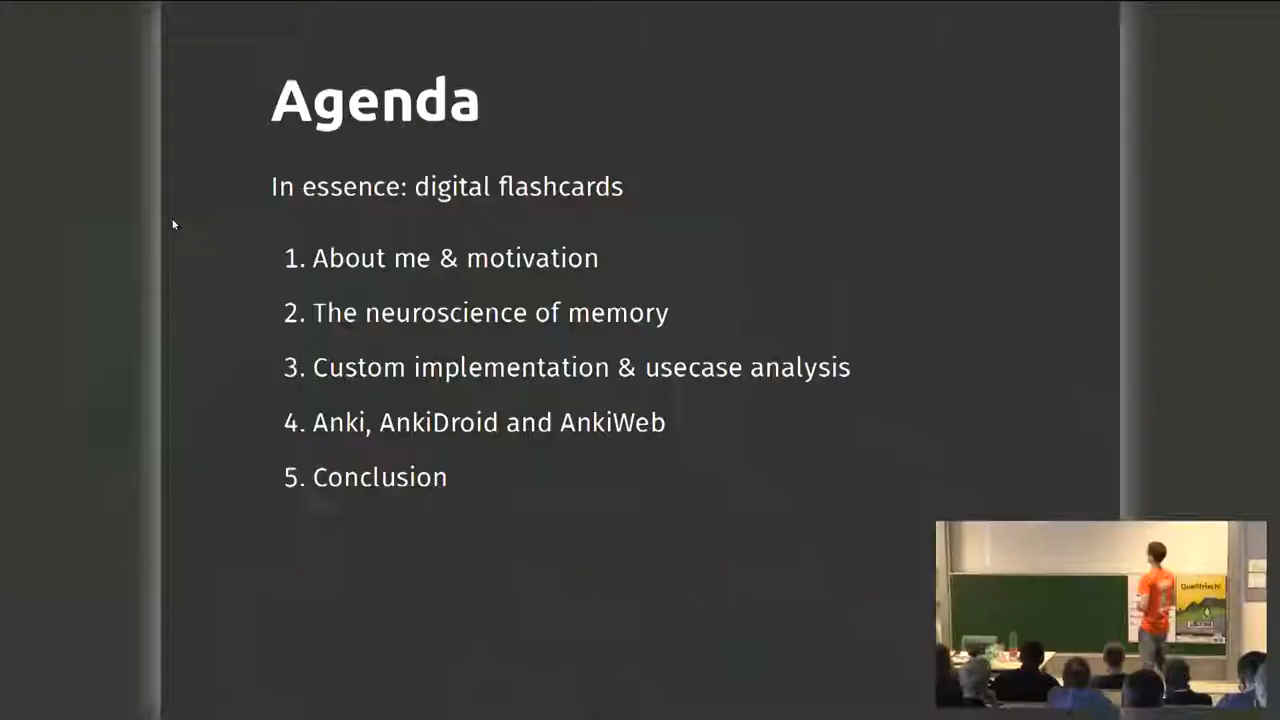 Agenda
In essence: digital flashcards
1. About me & motivation
2. The neuroscience of memory
3. Custom implementation & usecase analysis
4. Anki, AnkiDroid and AnkiWeb
5. Conclusion
Quellfrisch!